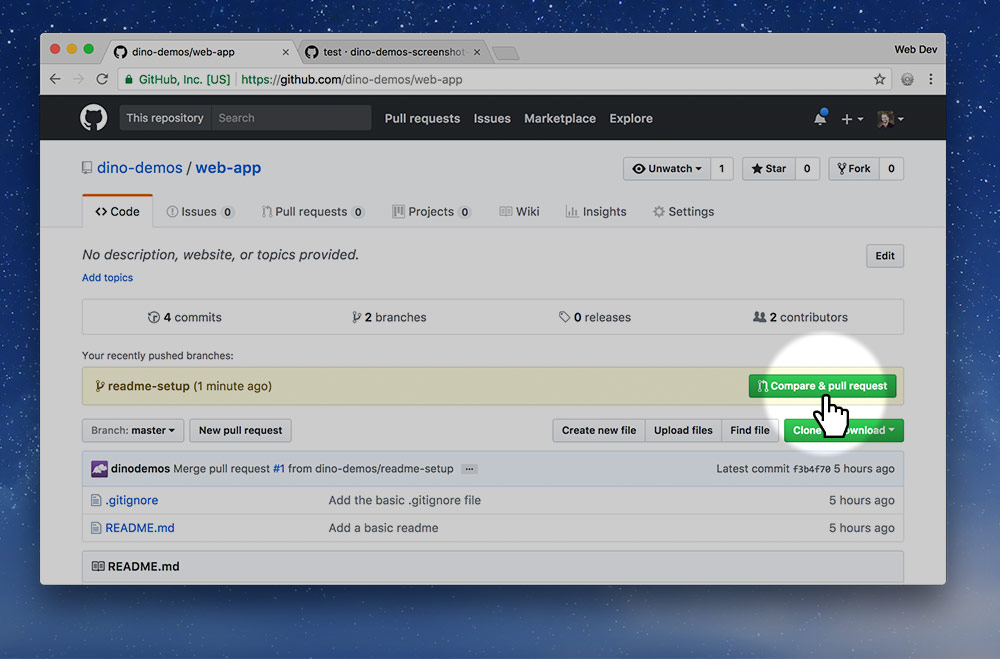 dino-demos/web-app
test · dino-demos-screenshot
Web Dev
GitHub, Inc. [US] https://github.com/dino-demos/web-app
This repository Search Pull requests Issues Marketplace Explore
dino-demos / web-app
Unwatch 1 Star 0 Fork 0
Code Issues 0 Pull requests 0 Projects 0 Wiki Insights Settings
No description, website, or topics provided.
Edit
Add topics
4 commits 2 branches 0 releases 2 contributors
Your recently pushed branches:
readme-setup (1 minute ago) Compare & pull request
Branch: master New pull request Create new file Upload files Find file Clone
dinodemos Merge pull request #1 from dino-demos/readme-setup ... Latest commit f3b4f70 5 hours ago
.gitignore Add the basic .gitignore file 5 hours ago
README.md Add a basic readme 5 hours ago
README.md